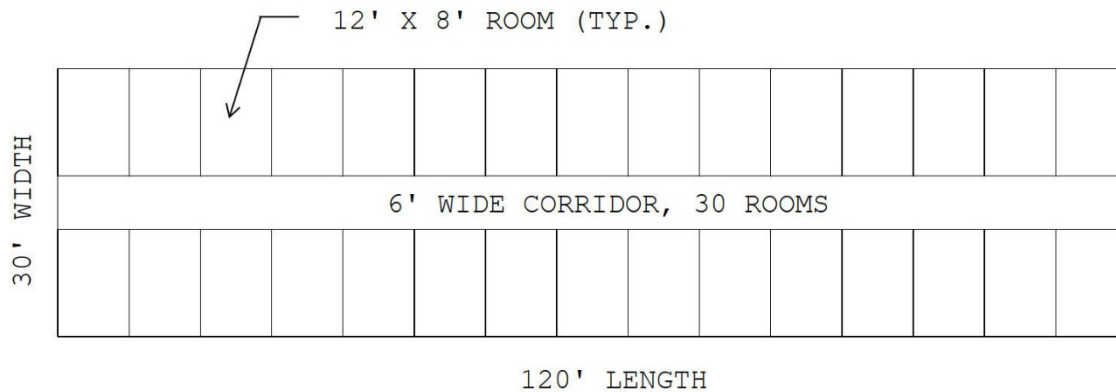 12' X 8' ROOM (TYP.)
30' WIDTH
6' WIDE CORRIDOR, 30 ROOMS
120' LENGTH